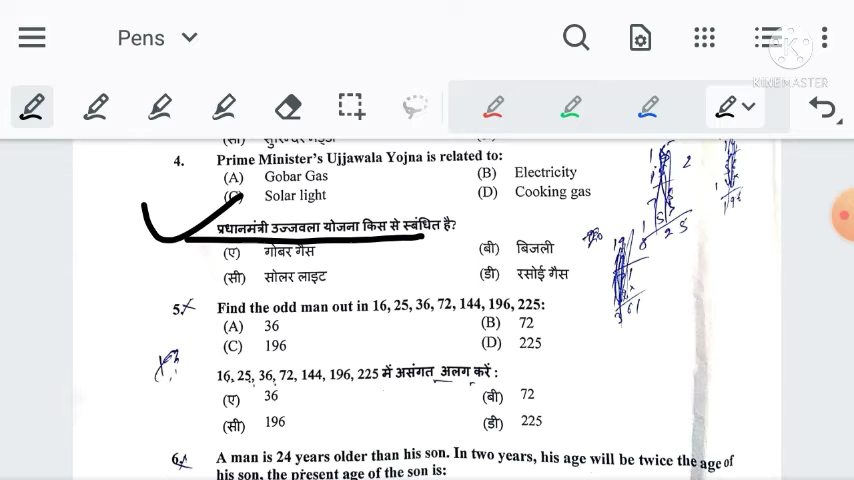 Pens
KINEMASTER
4. Prime Minister's Ujjawala Yojna is related to:
(A) Gobar Gas (B) Electricity
(C) Solar light (D) Cooking gas
प्रधानमंत्री उज्जवला योजना किस से स्बंधित है?
(ए) गोबर गैस (बी) बिजली
(सी) सोलर लाइट (डी) रसोई गैस
5. Find the odd man out in 16, 25, 36, 72, 144, 196, 225:
(A) 36 (B) 72
(C) 196 (D) 225
16, 25, 36, 72, 144, 196, 225 में असंगत अलग करें :
(ए) 36 (बी) 72
(सी) 196 (डी) 225
6. A man is 24 years older than his son. In two years, his age will be twice the age of
his son, the present age of the son is: